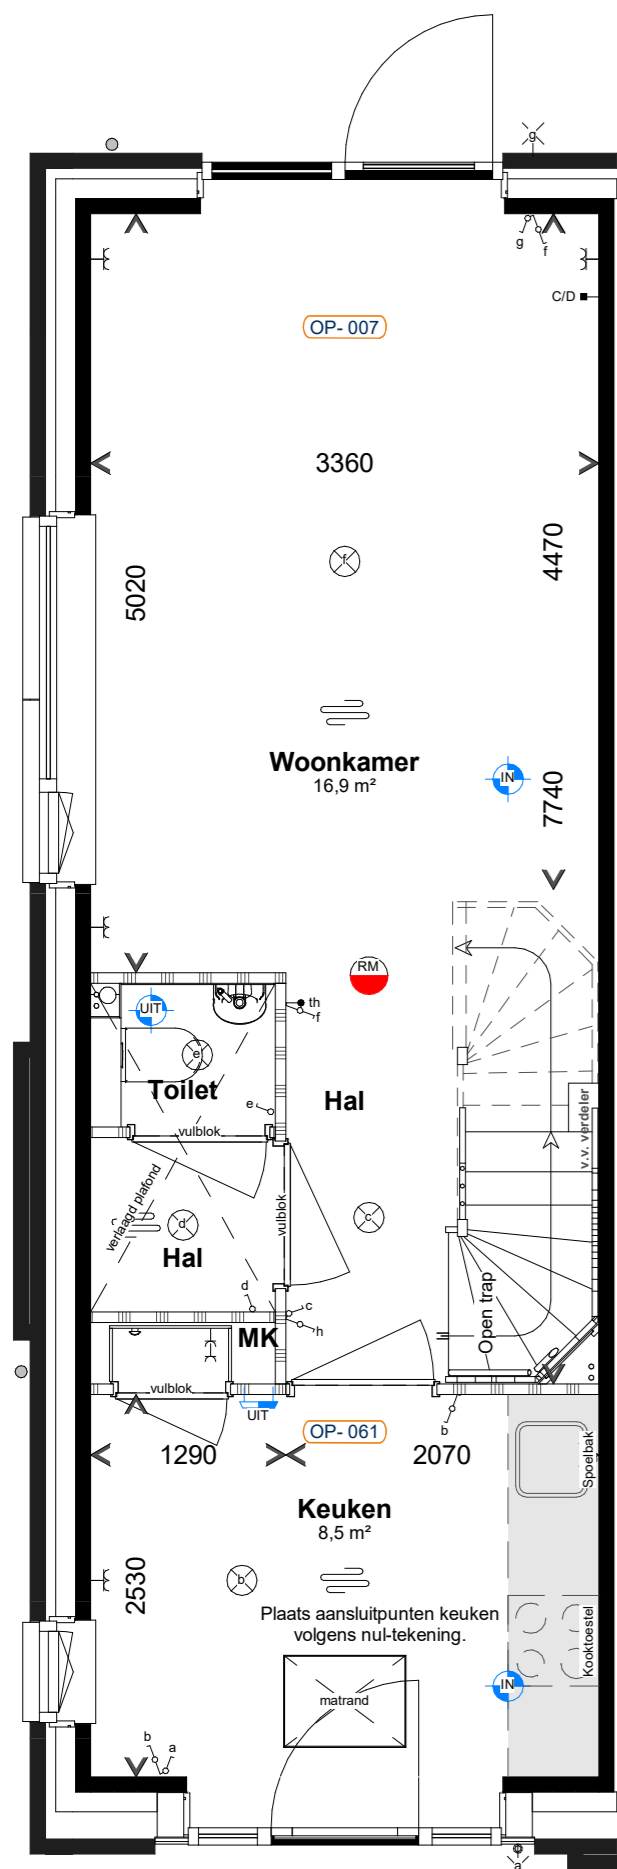 g
g
f
C/D
OP- 007
3360
4470
5020
f
Woonkamer
16,9 m²
IN
7740
RM
th
f
UIT
e
Toilet
Hal
e
vulblok
v.v. verdeler
verlaagd plafond
vulblok
d
c
Hal
Open trap
d
c
h
MK
vulblok
UIT
OP- 061
b
1290
2070
Spoelbak
Keuken
8,5 m²
2530
b
Plaats aansluitpunten keuken
volgens nul-tekening.
Kooktoestel
IN
matrand
b
a
a